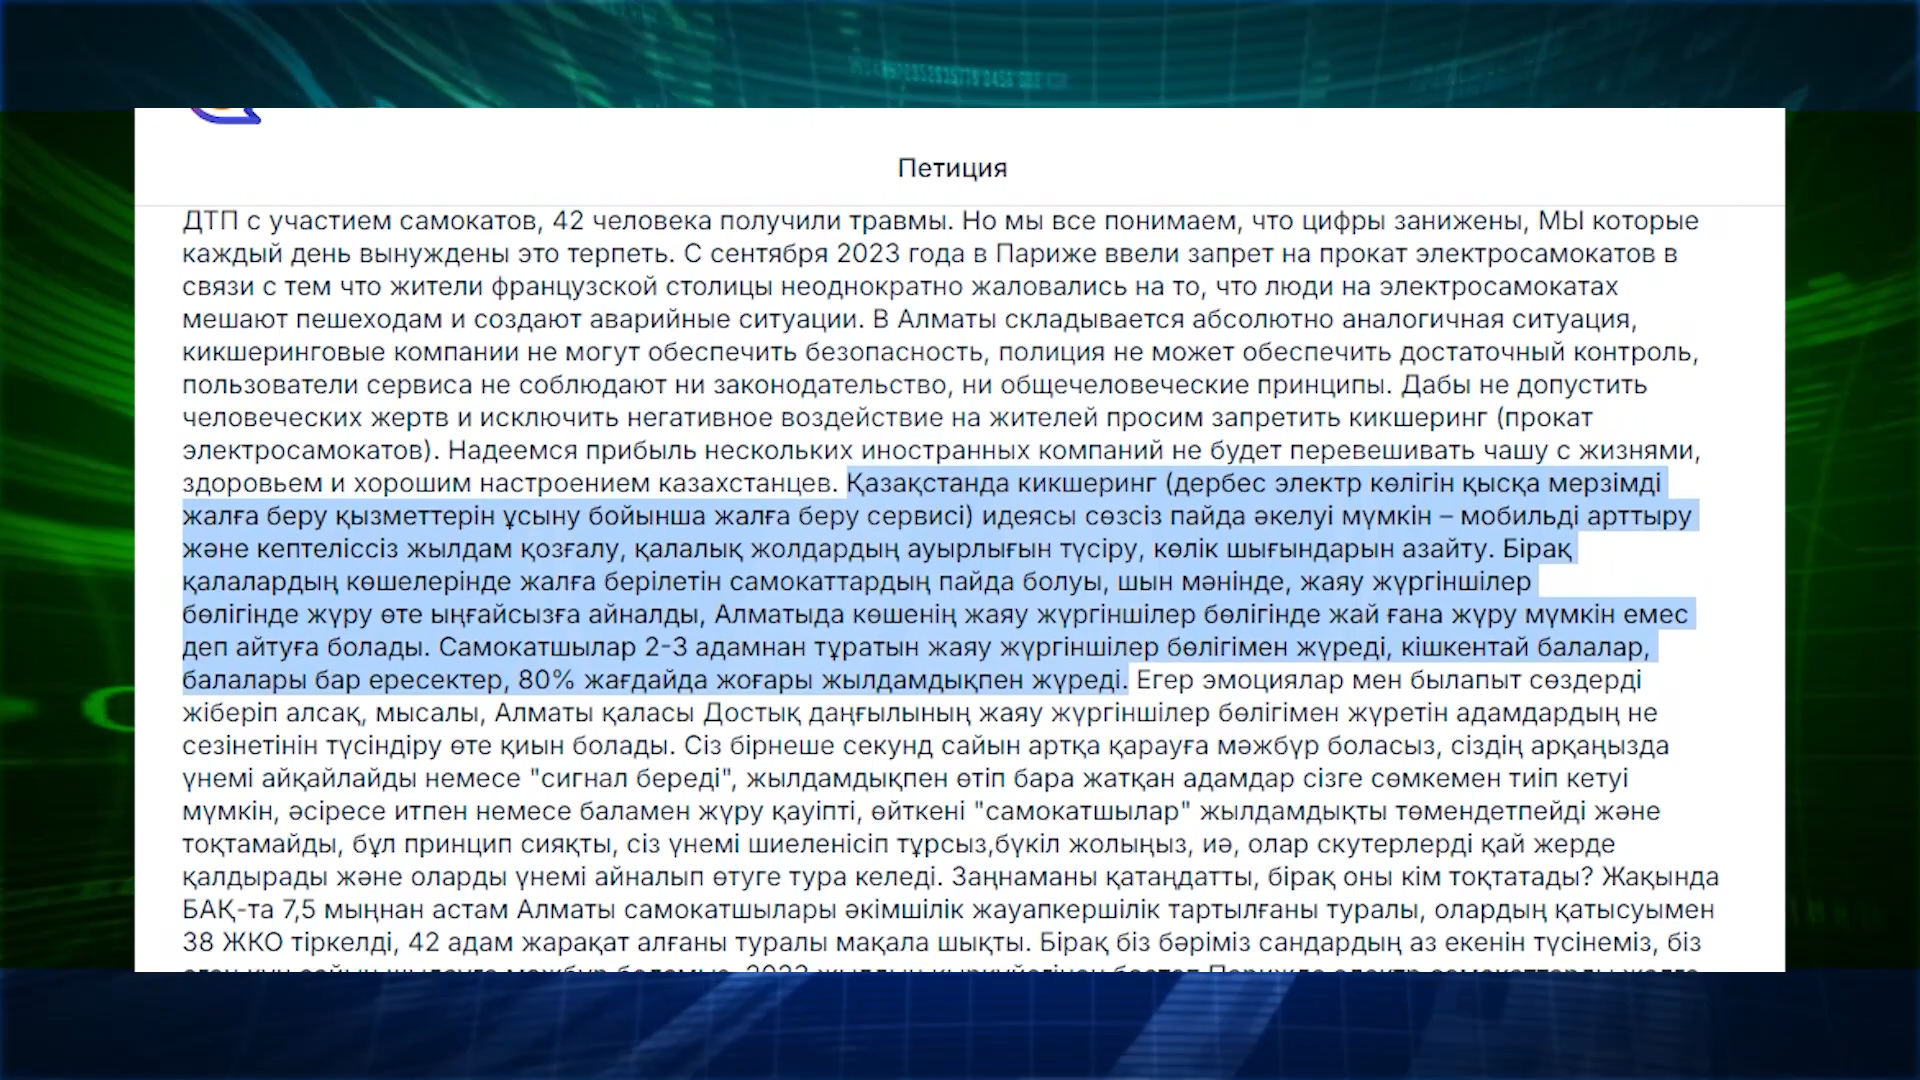 Петиция
ДТП с участием самокатов, 42 человека получили травмы. Но мы все понимаем, что цифры занижены, МЫ которые
каждый день вынуждены это терпеть. С сентября 2023 года в Париже ввели запрет на прокат электросамокатов в
связи с тем что жители французской столицы неоднократно жаловались на то, что люди на электросамокатах
мешают пешеходам и создают аварийные ситуации. В Алматы складывается абсолютно аналогичная ситуация,
кикшеринговые компании не могут обеспечить безопасность, полиция не может обеспечить достаточный контроль,
пользователи сервиса не соблюдают ни законодательство, ни общечеловеческие принципы. Дабы не допустить
человеческих жертв и исключить негативное воздействие на жителей просим запретить кикшеринг (прокат
электросамокатов). Надеемся прибыль нескольких иностранных компаний не будет перевешивать чашу с жизнями,
здоровьем и хорошим настроением казахстанцев. Қазақстанда кикшеринг (дербес электр көлігін қысқа мерзімді
жалға беру қызметтерін ұсыну бойынша жалға беру сервисі) идеясы сөзсіз пайда әкелуі мүмкін – мобильді арттыру
және кептеліссіз жылдам қозғалу, қалалық жолдардың ауырлығын түсіру, көлік шығындарын азайту. Бірақ
қалалардың көшелерінде жалға берілетін самокаттардың пайда болуы, шын мәнінде, жаяу жүргіншілер
бөлігінде жүру өте ыңғайсызға айналды, Алматыда көшенің жаяу жүргіншілер бөлігінде жай ғана жүру мүмкін емес
деп айтуға болады. Самокатшылар 2-3 адамнан тұратын жаяу жүргіншілер бөлігімен жүреді, кішкентай балалар,
балалары бар ересектер, 80% жағдайда жоғары жылдамдықпен жүреді. Егер эмоциялар мен былапыт сөздерді
жіберіп алсақ, мысалы, Алматы қаласы Достық даңғылының жаяу жүргіншілер бөлігімен жүретін адамдардың не
сезінетінін түсіндіру өте қиын болады. Сіз бірнеше секунд сайын артқа қарауға мәжбүр боласыз, сіздің арқаңызда
үнемі айқайлайды немесе "сигнал береді", жылдамдықпен өтіп бара жатқан адамдар сізге сөмкемен тиіп кетуі
мүмкін, әсіресе итпен немесе баламен жүру қауіпті, өйткені "самокатшылар" жылдамдықты төмендетпейді және
тоқтамайды, бұл принцип сияқты, сіз үнемі шиеленісіп тұрсыз,бүкіл жолыңыз, иә, олар скутерлерді қай жерде
қалдырады және оларды үнемі айналып өтуге тура келеді. Заңнаманы қатаңдатты, бірақ оны кім тоқтатады? Жақында
БАҚ-та 7,5 мыңнан астам Алматы самокатшылары әкімшілік жауапкершілік тартылғаны туралы, олардың қатысуымен
38 ЖКО тіркелді, 42 адам жарақат алғаны туралы мақала шықты. Бірақ біз бәріміз сандардың аз екенін түсінеміз, біз